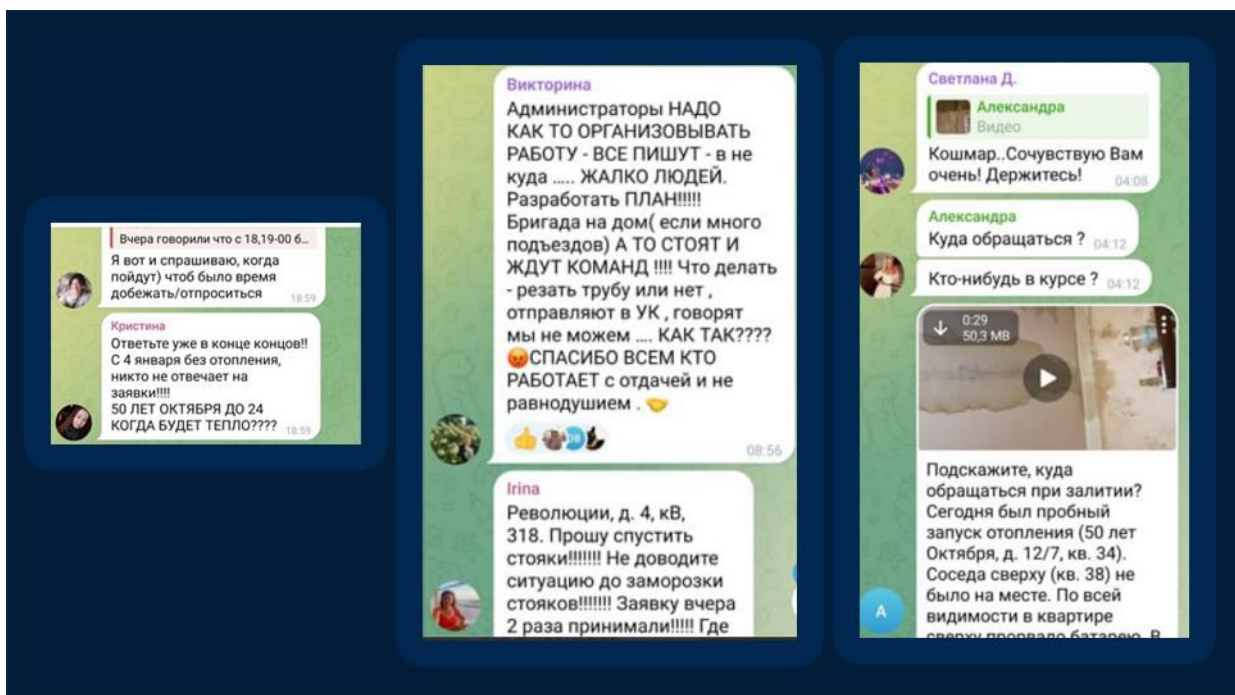 Вчера говорили что с 18,19-00 б...
Я вот и спрашиваю, когда
пойдут) чтоб было время
добежать/отпроситься
18:59
Кристина
Ответьте уже в конце концов!!
С 4 января без отопления,
никто не отвечает на
заявки!!!!
50 ЛЕТ ОКТЯБРЯ ДО 24
КОГДА БУДЕТ ТЕПЛО????
18:59
Викторина
Администраторы НАДО
КАК ТО ОРГАНИЗОВЫВАТЬ
РАБОТУ - ВСЕ ПИШУТ - в не
куда ..... ЖАЛКО ЛЮДЕЙ.
Разработать ПЛАН!!!!!
Бригада на дом( если много
подъездов) А ТО СТОЯТ И
ЖДУТ КОМАНД !!!! Что делать
- резать трубу или нет ,
отправляют в УК , говорят
мы не можем .... КАК ТАК????
😡СПАСИБО ВСЕМ КТО
РАБОТАЕТ с отдачей и не
равнодушием . 🤝
08:56
Irina
Революции, д. 4, кВ,
318. Прошу спустить
стояки!!!!!!! Не доводите
ситуацию до заморозки
стояков!!!!!!! Заявку вчера
2 раза принимали!!!!! Где
Светлана Д.
Александра
Видео
Кошмар..Сочувствую Вам
очень! Держитесь!
04:08
Александра
Куда обращаться ? 04:12
Кто-нибудь в курсе ? 04:12
0:29
50,3 MB
Подскажите, куда
обращаться при залитии?
Сегодня был пробный
запуск отопления (50 лет
Октября, д. 12/7, кв. 34).
Соседа сверху (кв. 38) не
было на месте. По всей
видимости в квартире
сверху прорвало батарею. В
А